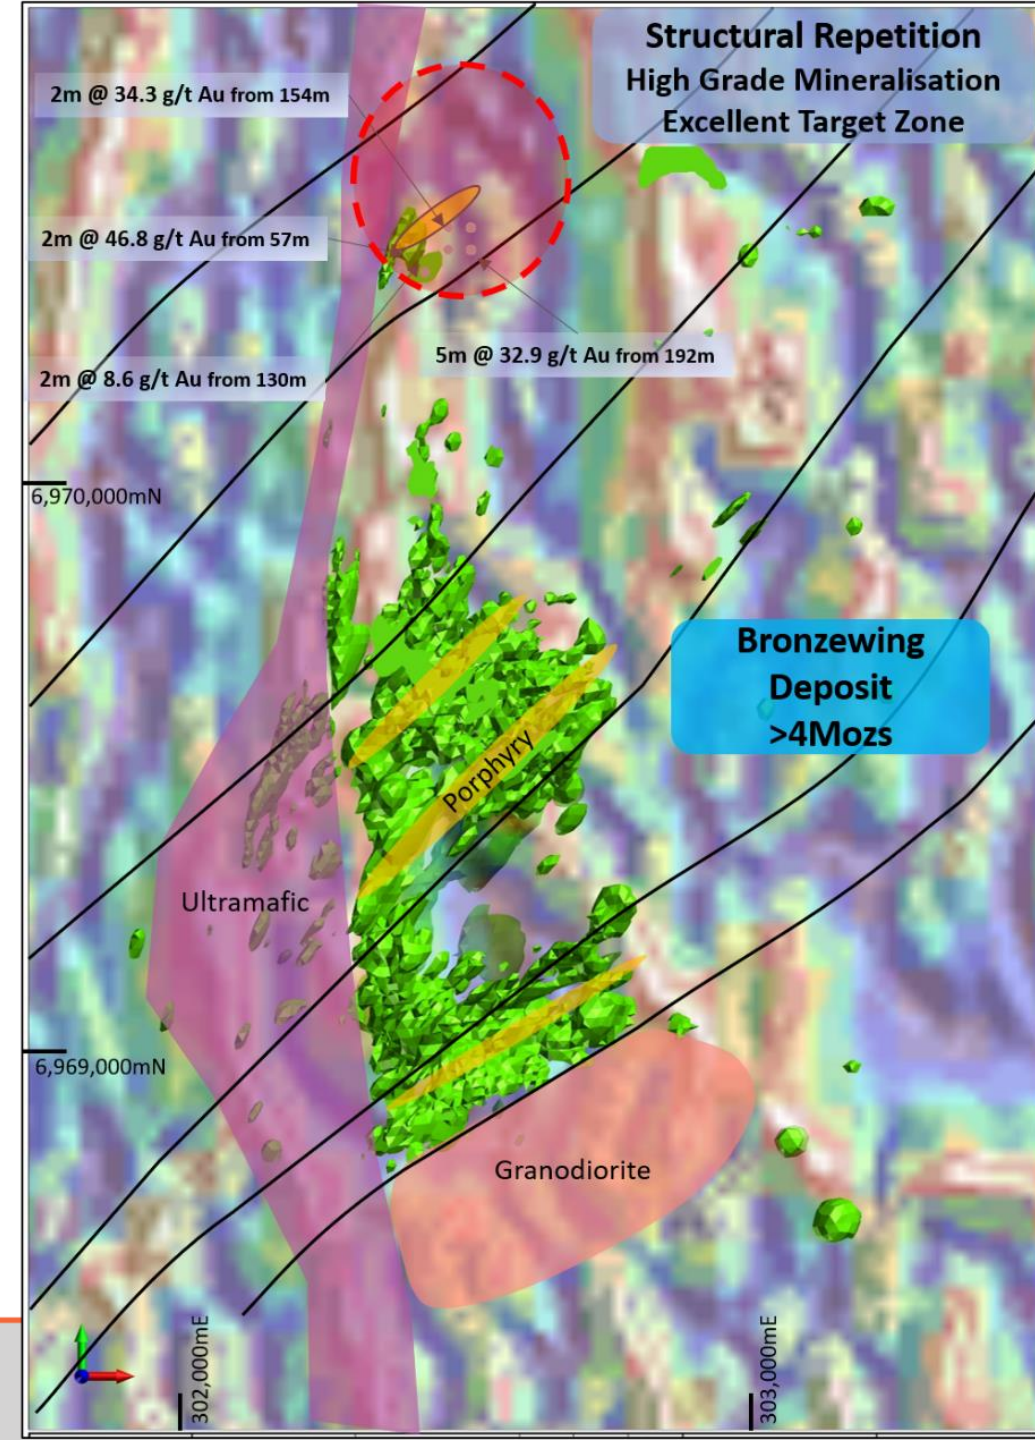 Structural Repetition
High Grade Mineralisation
Excellent Target Zone
2m @ 34.3 g/t Au from 154m
2m @ 46.8 g/t Au from 57m
5m @ 32.9 g/t Au from 192m
2m @ 8.6 g/t Au from 130m
6,970,000mN
Bronzewing
Deposit
>4Mozs
Porphyry
Ultramafic
6,969,000mN
Granodiorite
302,000mE
303,000mE